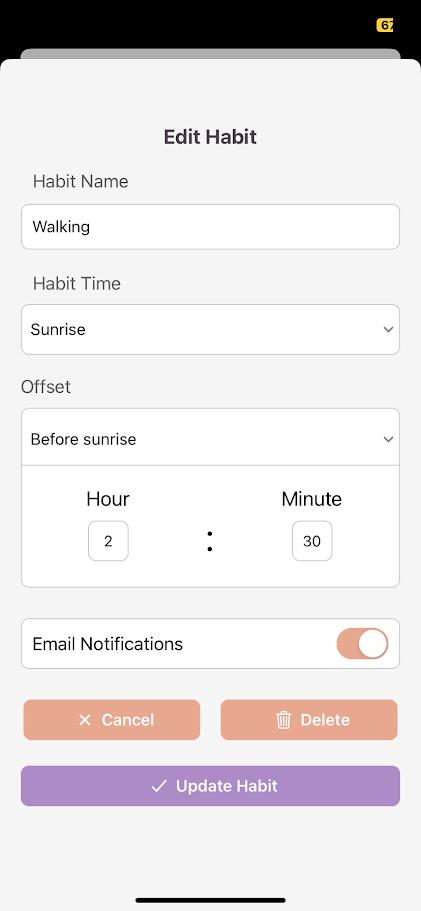 67
Edit Habit
Habit Name
Walking
Habit Time
Sunrise
Offset
Before sunrise
Hour Minute
2 : 30
Email Notifications
Cancel Delete
Update Habit